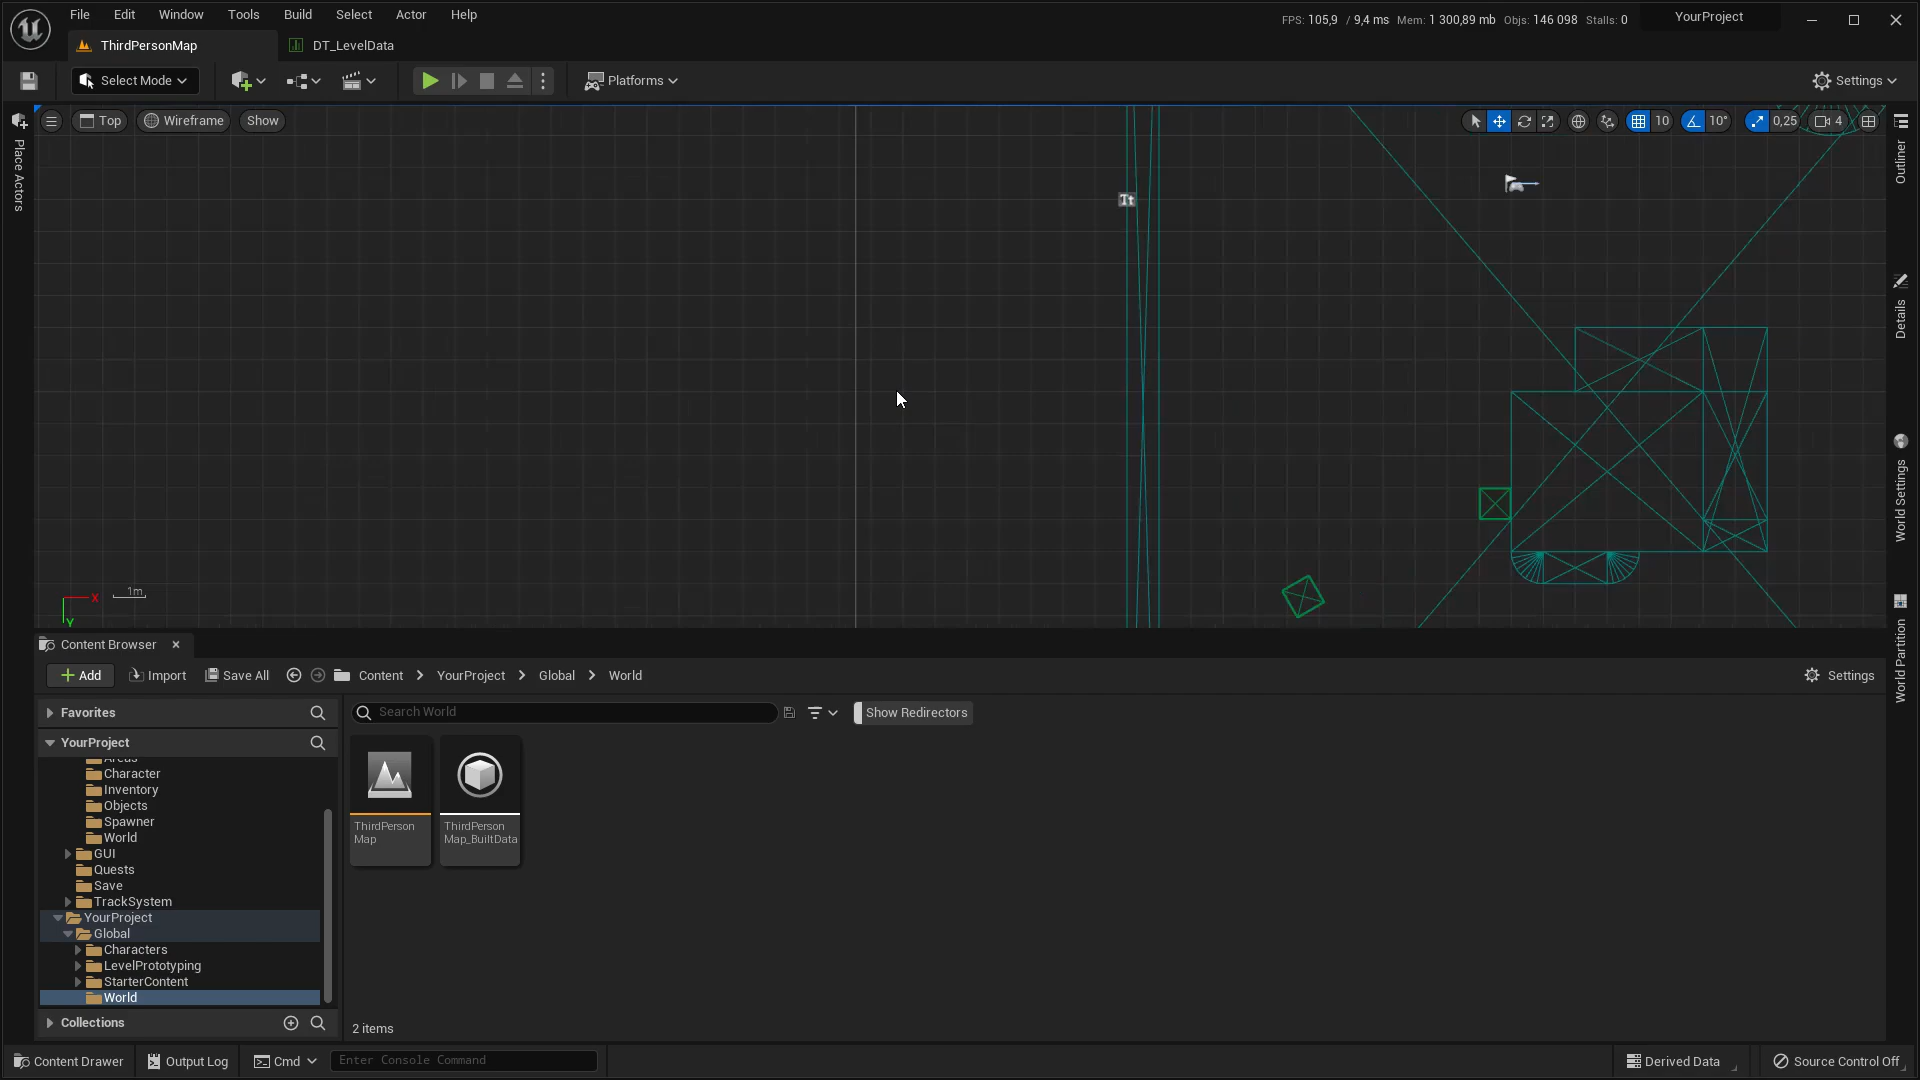 File Edit Window Tools Build Select Actor Help
FPS: 105,9 / 9,4 ms Mem: 1 300,89 mb Objs: 146 098 Stalls: 0
YourProject
ThirdPersonMap
DT_LevelData
Select Mode
Platforms
Settings
Top
Wireframe
Show
10
10°
0,25
4
Place Actors
Outliner
Details
World Settings
World Partition
Tt
X
1m
Y
Content Browser
Add
Import
Save All
Content
YourProject
Global
World
Settings
Favorites
Search World
Show Redirectors
YourProject
Areas
Character
Inventory
Objects
Spawner
World
GUI
Quests
Save
TrackSystem
YourProject
Global
Characters
LevelPrototyping
StarterContent
World
ThirdPerson
Map
ThirdPerson
Map_BuiltData
Collections
2 items
Content Drawer
Output Log
Cmd
Enter Console Command
Derived Data
Source Control Off